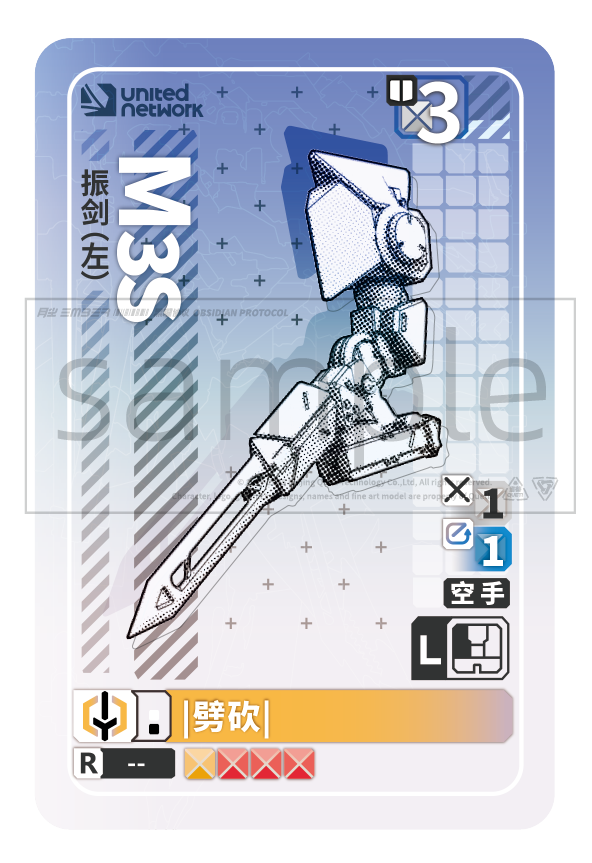 united
network
3
振剑(左)
M3S
OBSIDIAN PROTOCOL
sample
1
1
空手
L
|劈砍|
R
--